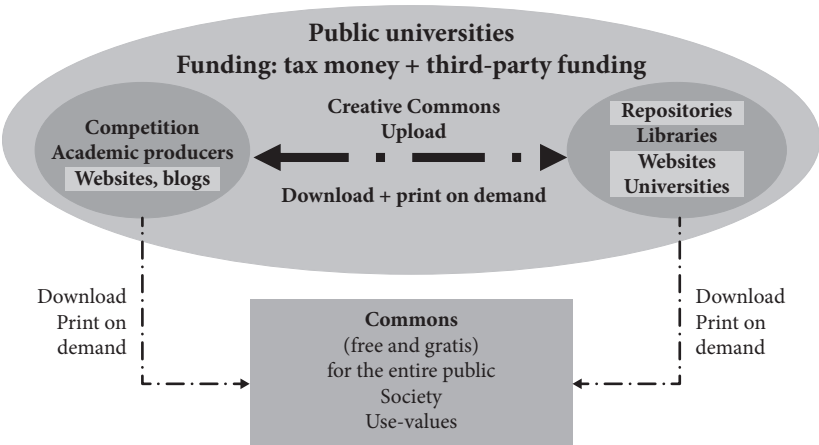 Public universities
Funding: tax money + third-party funding
Competition
Academic producers
Websites, blogs
Creative Commons
Upload
Download + print on demand
Repositories
Libraries
Websites
Universities
Download
Print on
demand
Commons
(free and gratis)
for the entire public
Society
Use-values
Download
Print on
demand